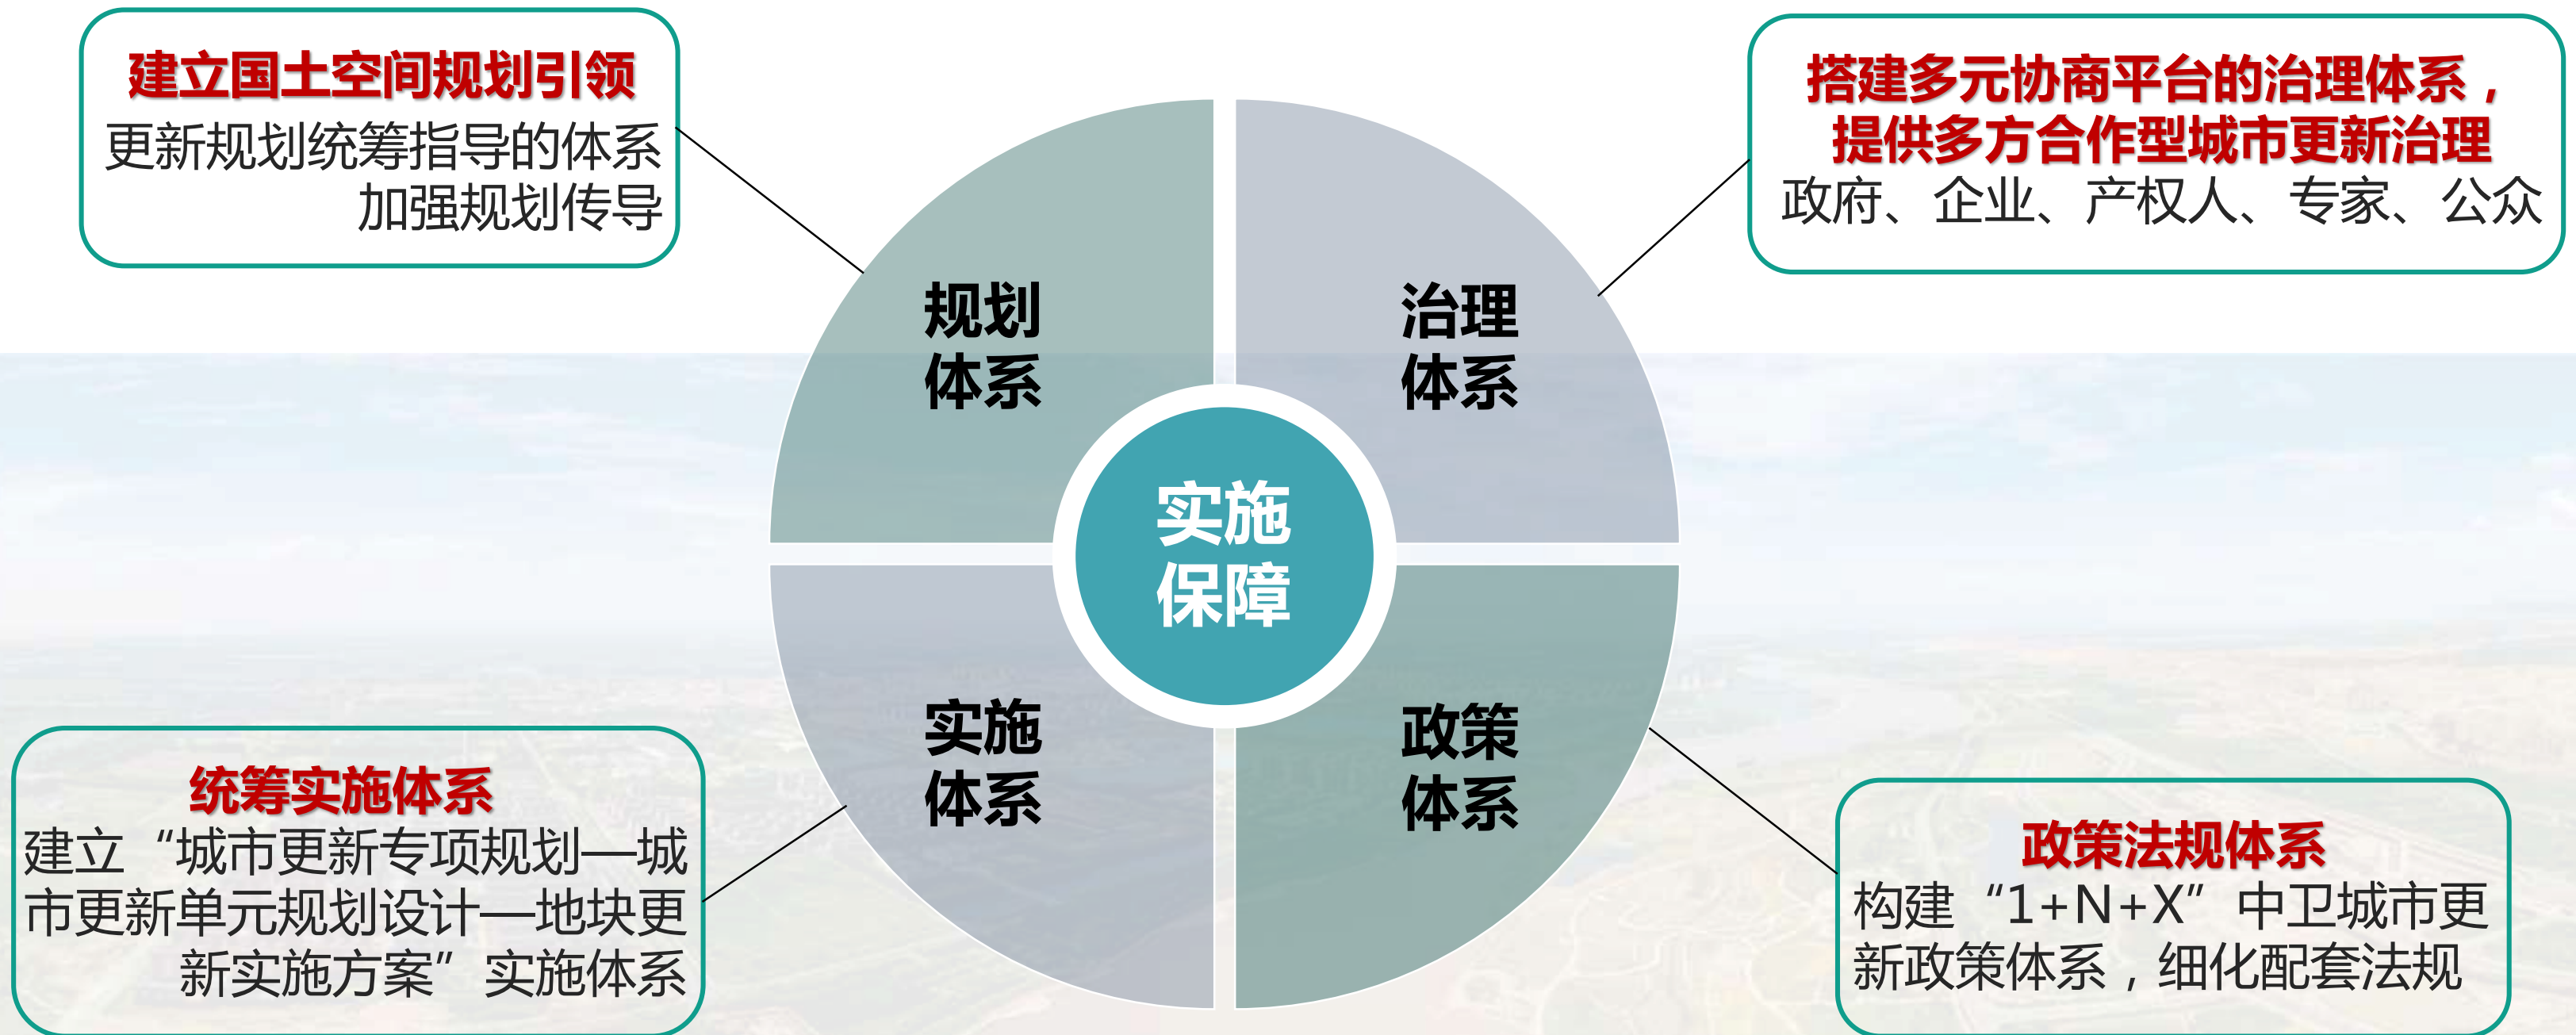 建立国土空间规划引领
更新规划统筹指导的体系
加强规划传导
搭建多元协商平台的治理体系，
提供多方合作型城市更新治理
政府、企业、产权人、专家、公众
规划
体系
治理
体系
实施
保障
实施
体系
政策
体系
统筹实施体系
建立“城市更新专项规划—城
市更新单元规划设计—地块更
新实施方案”实施体系
政策法规体系
构建“1+N+X”中卫城市更
新政策体系，细化配套法规